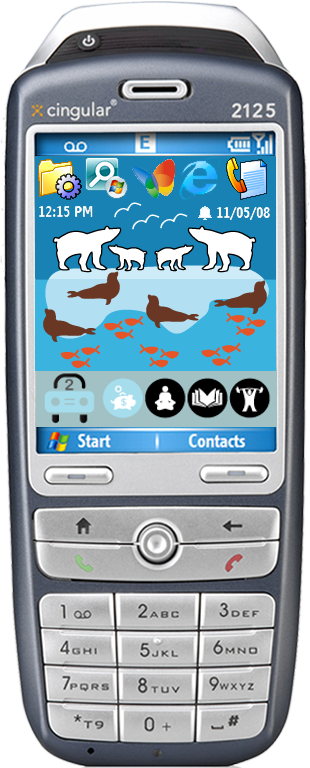 cingular® 2125
E
12:15 PM 11/05/08
2
Start Contacts
1 2ABC 3DEF
4GHI 5JKL 6MNO
7PQRS 8TUV 9WXYZ
*T9 0 + #